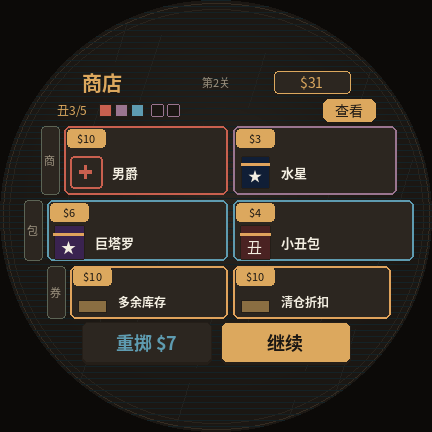 商店 第2关 $31
丑3/5 查看
商 $10 男爵 $3 水星
包 $6 巨塔罗 $4 丑 小丑包
券 $10 多余库存 $10 清仓折扣
重掷 $7 继续